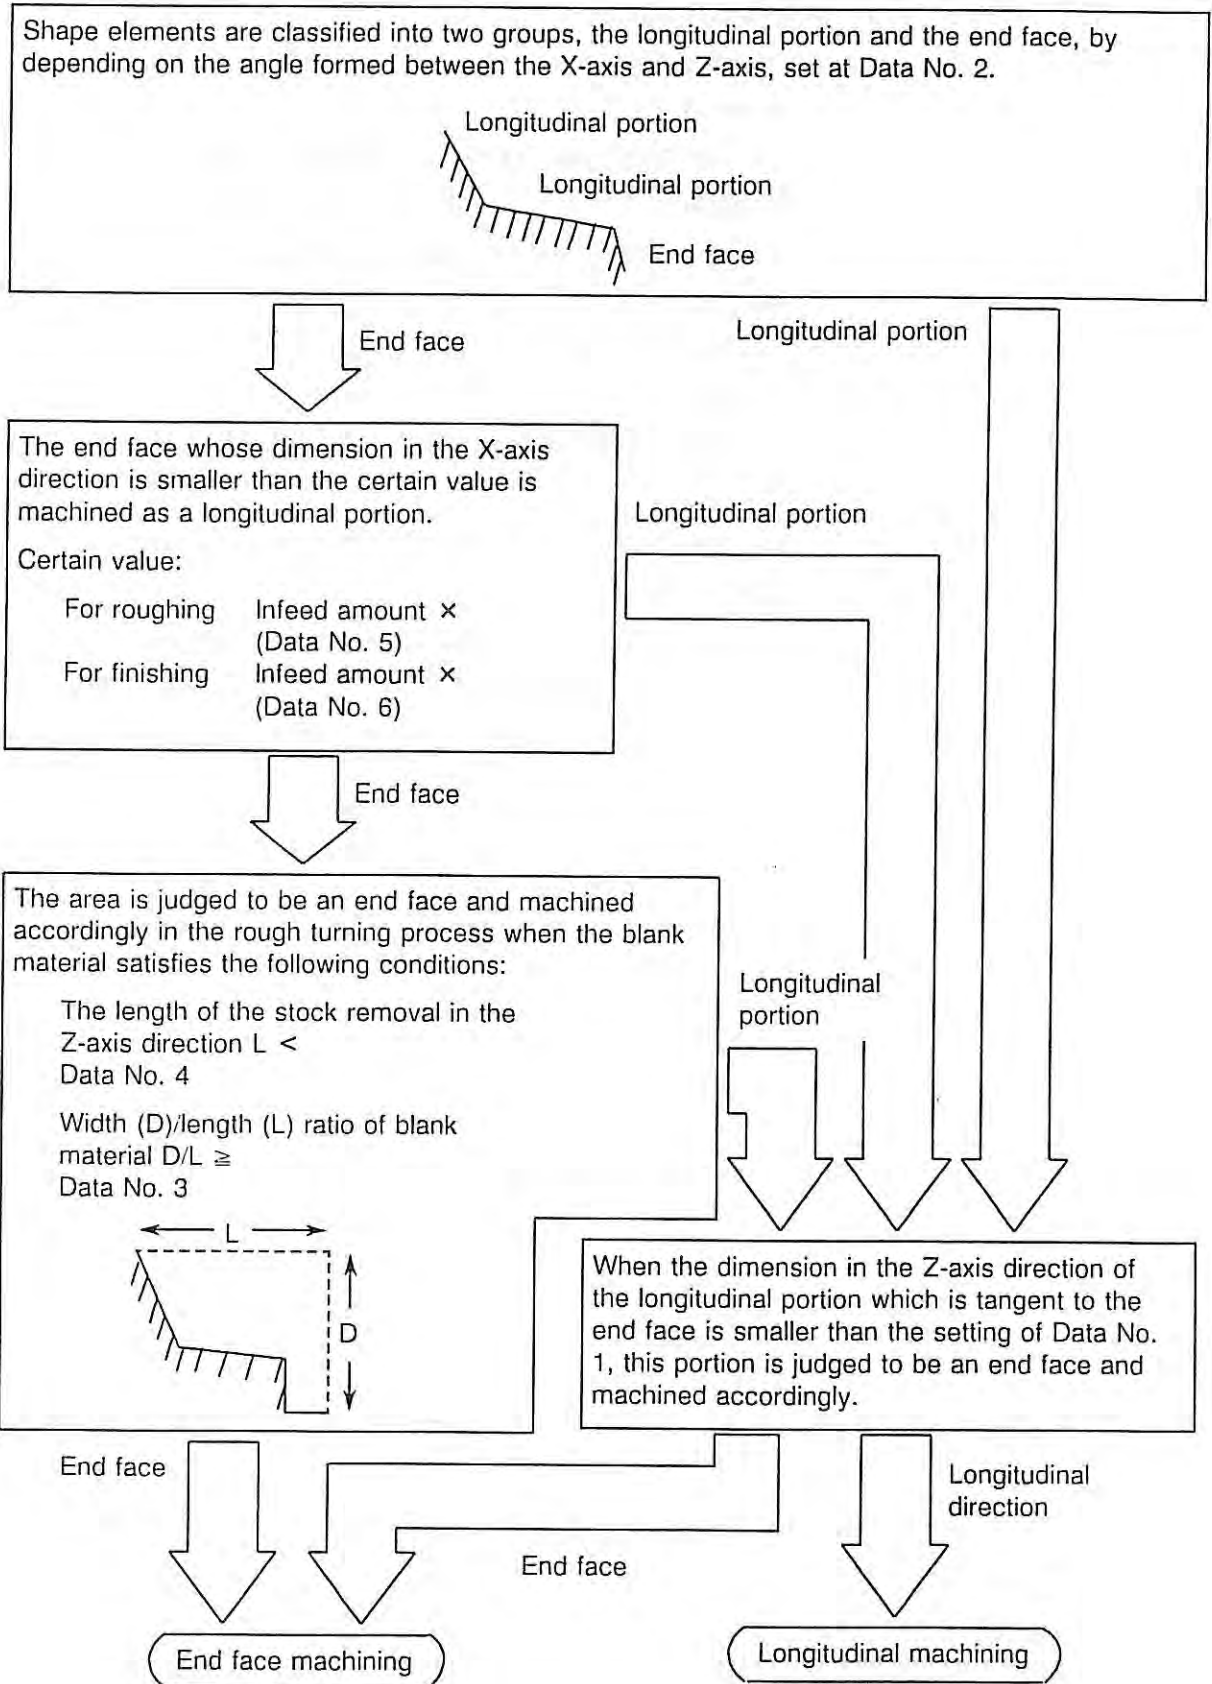 Shape elements are classified into two groups, the longitudinal portion and the end face, by
depending on the angle formed between the X-axis and Z-axis, set at Data No. 2.
Longitudinal portion
Longitudinal portion
End face
End face
Longitudinal portion
The end face whose dimension in the X-axis
direction is smaller than the certain value is
machined as a longitudinal portion.
Certain value:
For roughing Infeed amount ×
(Data No. 5)
For finishing Infeed amount ×
(Data No. 6)
Longitudinal portion
End face
The area is judged to be an end face and machined
accordingly in the rough turning process when the blank
material satisfies the following conditions:
The length of the stock removal in the
Z-axis direction L <
Data No. 4
Width (D)/length (L) ratio of blank
material D/L ≧
Data No. 3
L
D
Longitudinal
portion
When the dimension in the Z-axis direction of
the longitudinal portion which is tangent to the
end face is smaller than the setting of Data No.
1, this portion is judged to be an end face and
machined accordingly.
End face
Longitudinal
direction
End face
End face machining
Longitudinal machining